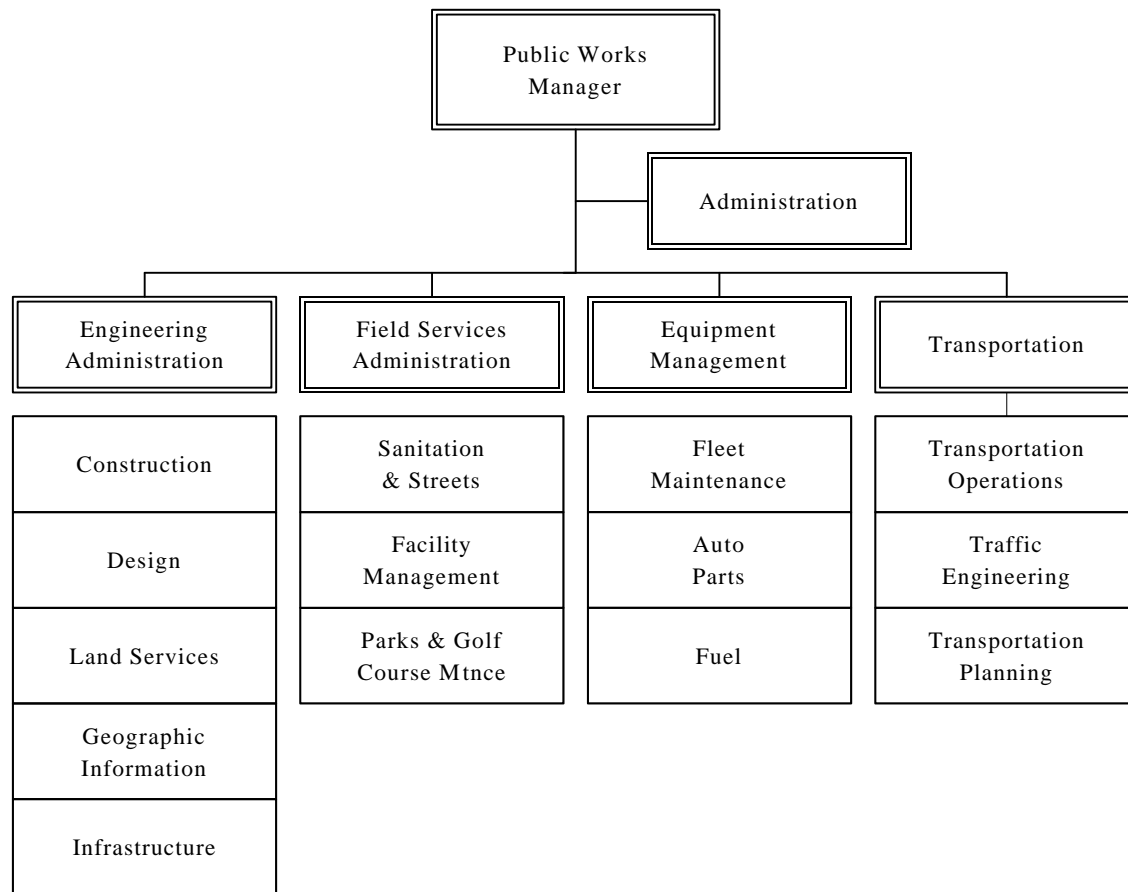 Public Works
Manager
Administration
Engineering
Administration
Field Services
Administration
Equipment
Management
Transportation
Construction
Sanitation
& Streets
Fleet
Maintenance
Transportation
Operations
Design
Facility
Management
Auto
Parts
Traffic
Engineering
Land Services
Parks & Golf
Course Mtnce
Fuel
Transportation
Planning
Geographic
Information
Infrastructure